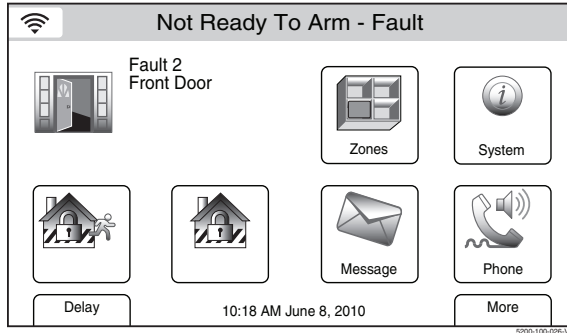 Not Ready To Arm - Fault
Fault 2
Front Door
i
Zones
System
Message
Phone
Delay
10:18 AM June 8, 2010
More